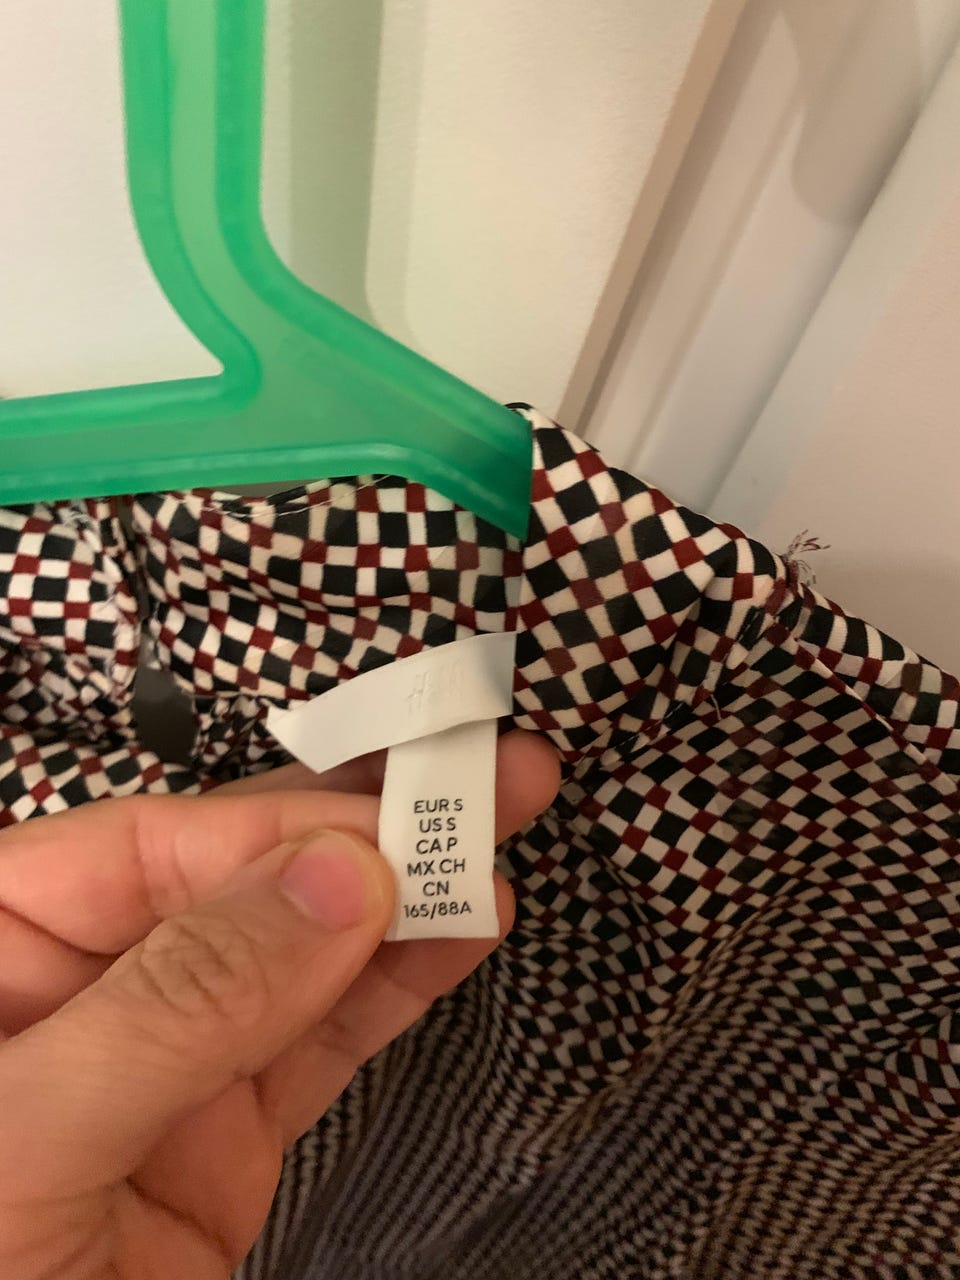 H&M
EUR S
US S
CA P
MX CH
CN
165/88A